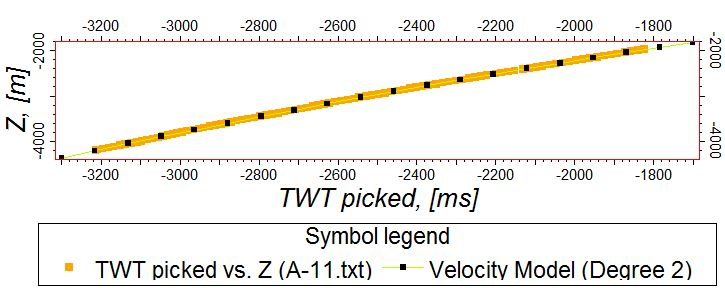 -3200 -3000 -2800 -2600 -2400 -2200 -2000 -1800
-2000 -2000
Z, [m]
-4000 -4000
-3200 -3000 -2800 -2600 -2400 -2200 -2000 -1800
TWT picked, [ms]
Symbol legend
TWT picked vs. Z (A-11.txt) Velocity Model (Degree 2)